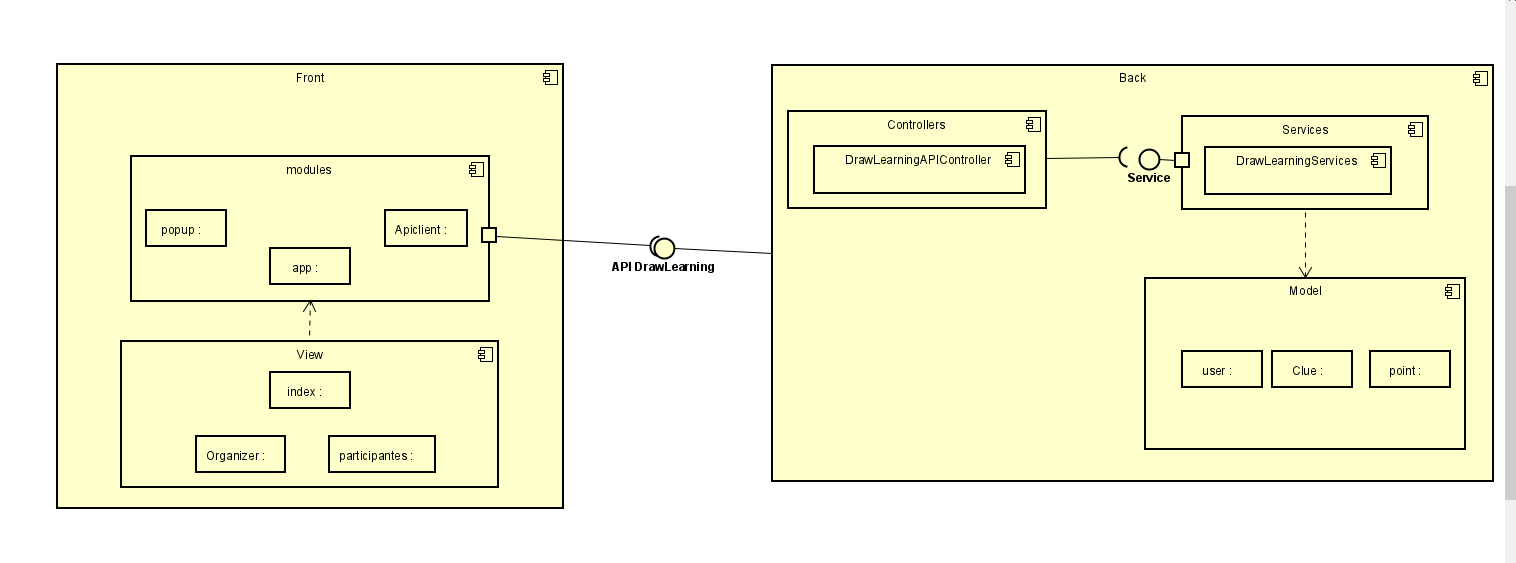 Front
modules
popup :
Apiclient :
app :
View
index :
Organizer :
participantes :
API DrawLearning
Back
Controllers
DrawLearningAPIController
Service
Services
DrawLearningServices
Model
user :
Clue :
point :